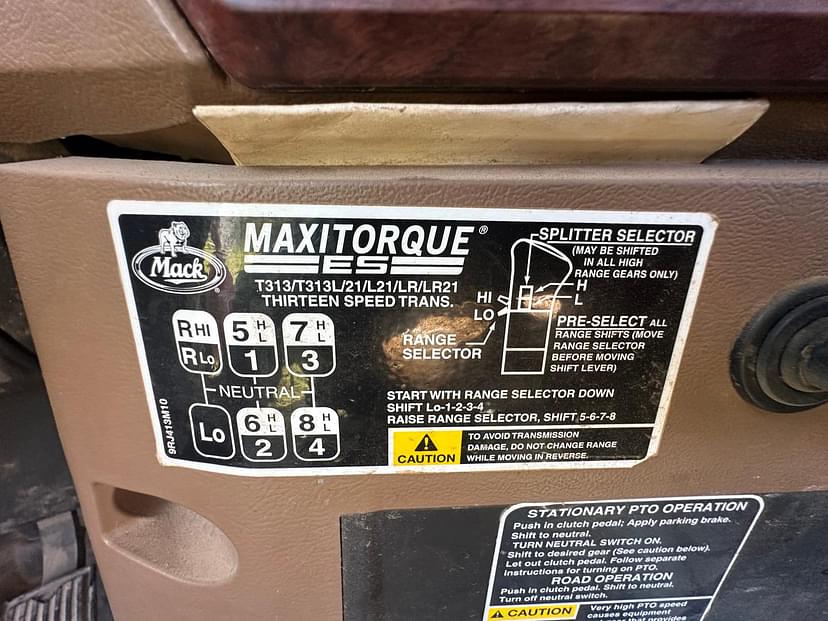 Mack
MAXITORQUE®
ES
T313/T313L/21/L21/LR/LR21
THIRTEEN SPEED TRANS.
R HI
R Lo
5 H L
1
7 H L
3
NEUTRAL
Lo
6 H L
2
8 H L
4
9RJ413M10
SPLITTER SELECTOR
(MAY BE SHIFTED
IN ALL HIGH
RANGE GEARS ONLY)
H
L
HI
LO
RANGE
SELECTOR
PRE-SELECT ALL
RANGE SHIFTS (MOVE
RANGE SELECTOR
BEFORE MOVING
SHIFT LEVER)
START WITH RANGE SELECTOR DOWN
SHIFT Lo-1-2-3-4
RAISE RANGE SELECTOR, SHIFT 5-6-7-8
CAUTION
TO AVOID TRANSMISSION
DAMAGE, DO NOT CHANGE RANGE
WHILE MOVING IN REVERSE.
STATIONARY PTO OPERATION
Push in clutch pedal; Apply parking brake.
Shift to neutral.
TURN NEUTRAL SWITCH ON.
Shift to desired gear (See caution below).
Let out clutch pedal. Follow separate
instructions for turning on PTO.
ROAD OPERATION
Push in clutch pedal. Shift to neutral.
Turn off neutral switch.
CAUTION
Very high PTO speed
causes equipment
gear that provides